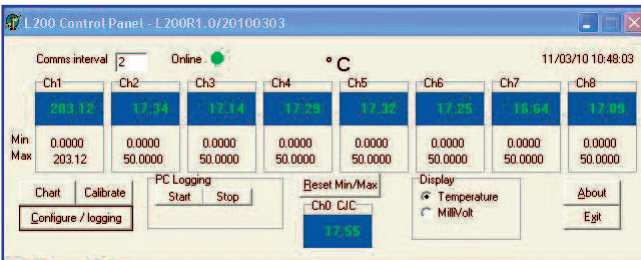 L200 Control Panel - L200R1.0/20100303
Comms interval 2 Online °C 11/03/10 10:48:03
Ch1 Ch2 Ch3 Ch4 Ch5 Ch6 Ch7 Ch8
203.12 17.34 17.14 17.29 17.32 17.25 16.64 17.09
Min 0.0000 0.0000 0.0000 0.0000 0.0000 0.0000 0.0000 0.0000
Max 203.12 50.0000 50.0000 50.0000 50.0000 50.0000 50.0000 50.0000
Chart Calibrate PC Logging Reset Min/Max Display About
Start Stop Temperature
Configure / logging Ch0 CJC MilliVolt Exit
17.55